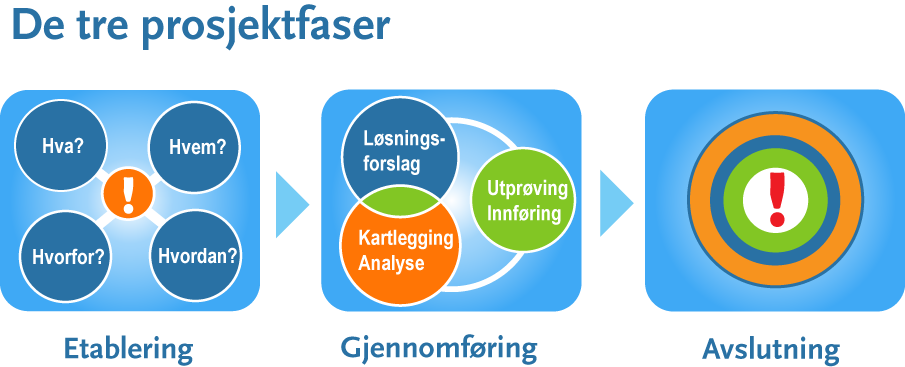 De tre prosjektfaser
Hva?
Hvem?
!
Hvorfor?
Hvordan?
Løsnings-
forslag
Utprøving
Innføring
Kartlegging
Analyse
!
Etablering
Gjennomføring
Avslutning